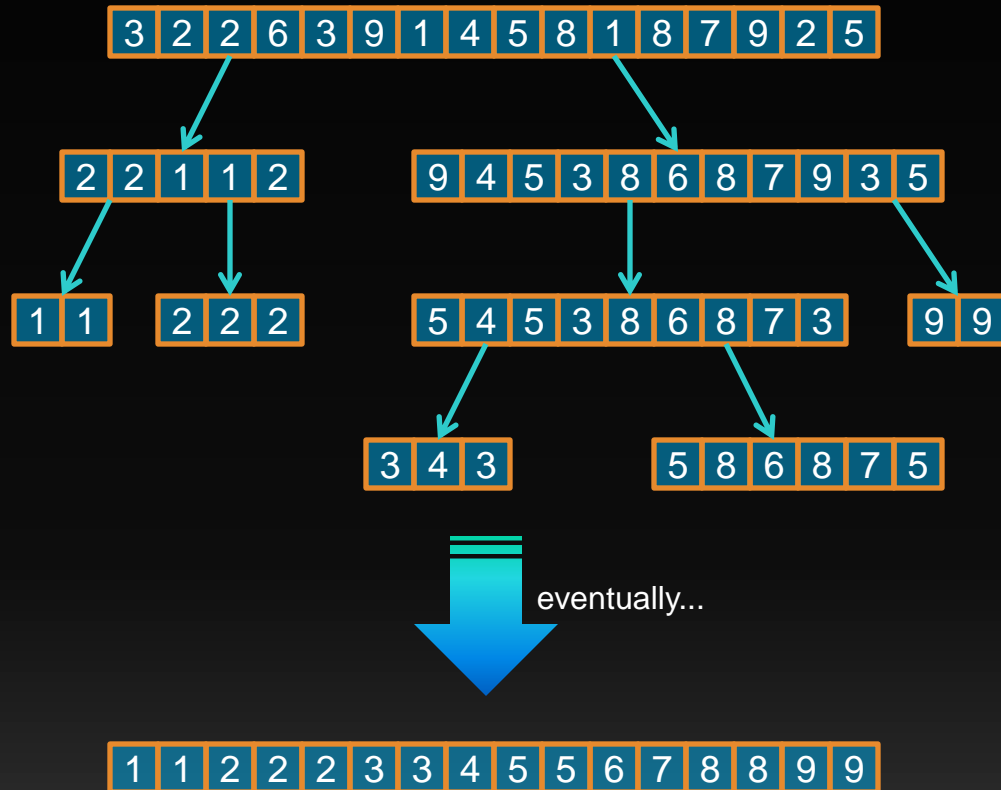 3 2 2 6 3 9 1 4 5 8 1 8 7 9 2 5
2 2 1 1 2 9 4 5 3 8 6 8 7 9 3 5
1 1 2 2 2 5 4 5 3 8 6 8 7 3 9 9
3 4 3 5 8 6 8 7 5
eventually...
1 1 2 2 2 3 3 4 5 5 6 7 8 8 9 9